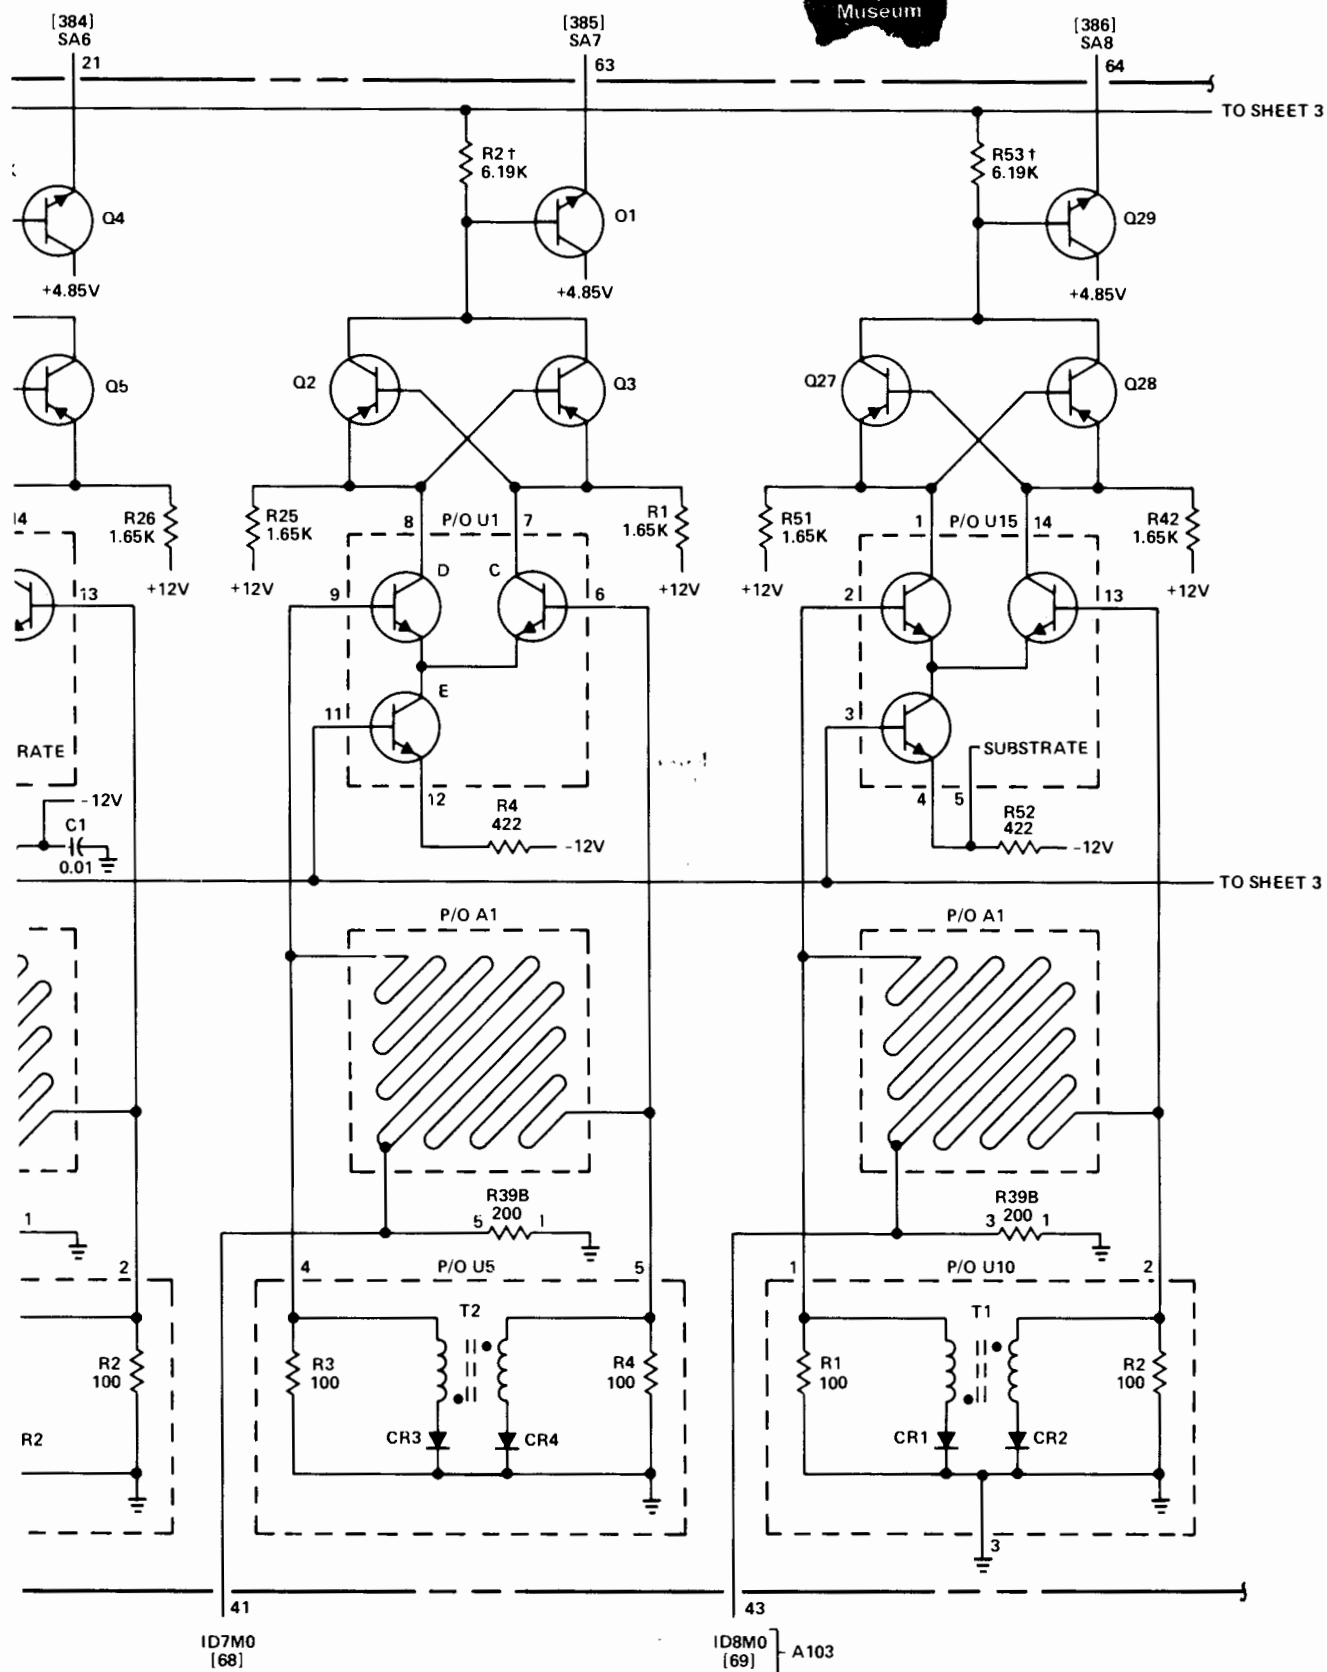 Museum
[384]
SA6
21
[385]
SA7
63
[386]
SA8
64
TO SHEET 3
R2 †
6.19K
R53 †
6.19K
Q4
O1
Q29
+4.85V
+4.85V
+4.85V
Q5
Q2
Q3
Q27
Q28
14
R26
1.65K
+12V
R25
1.65K
+12V
8
P/O U1
7
R1
1.65K
+12V
R51
1.65K
+12V
1
P/O U15
14
R42
1.65K
+12V
13
9
D
C
6
2
13
E
11
3
RATE
SUBSTRATE
-12V
C1
0.01
12
R4
422
-12V
4
5
R52
422
-12V
TO SHEET 3
P/O A1
P/O A1
1
R39B
200
5
1
R39B
200
3
1
2
4
P/O U5
5
1
P/O U10
2
T2
T1
R2
100
R3
100
R4
100
R1
100
R2
100
R2
CR3
CR4
CR1
CR2
3
41
43
ID7M0
[68]
ID8M0
[69]
A103